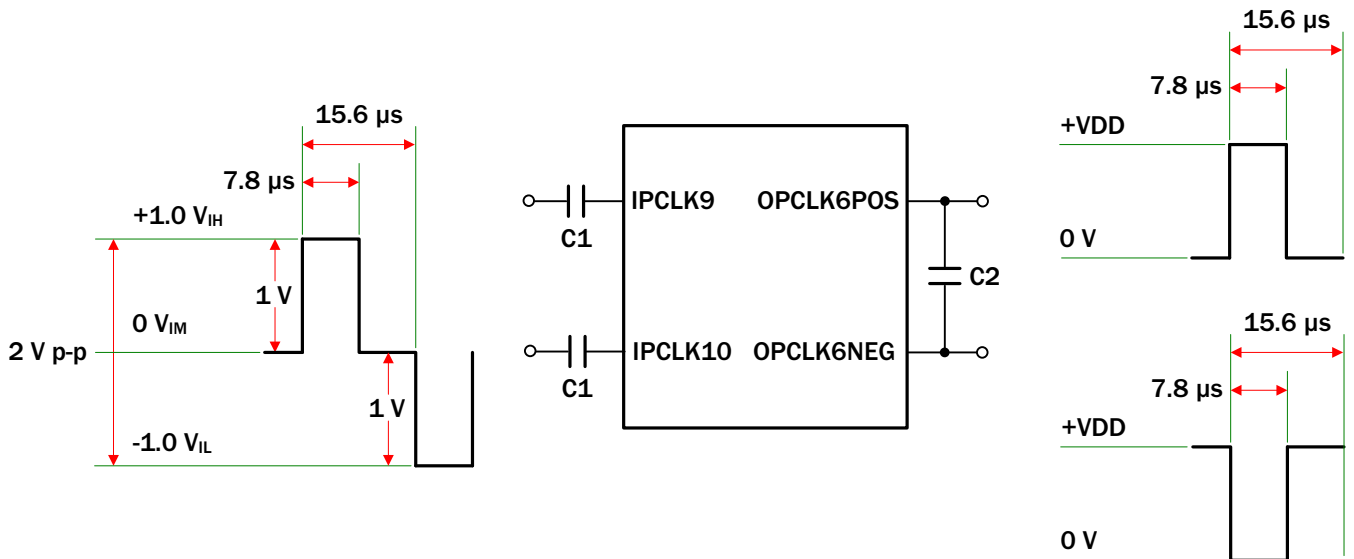 15.6 µs
7.8 µs
+1.0 VIH
1 V
0 VIM
2 V p-p
1 V
-1.0 VIL
IPCLK9
OPCLK6POS
C1
C2
IPCLK10
OPCLK6NEG
C1
15.6 µs
7.8 µs
+VDD
0 V
15.6 µs
7.8 µs
+VDD
0 V